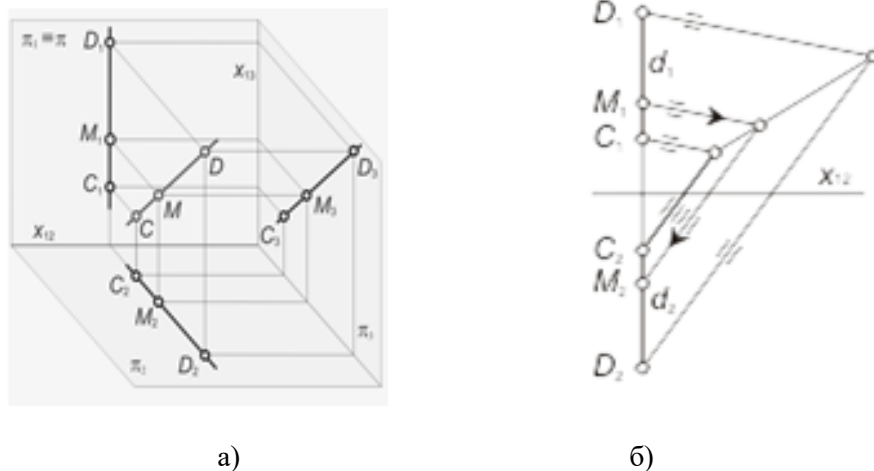 π₁ ≡ π
D₁
x₁₃
M₁
D
D₃
C₁
M
M₃
C
C₃
x₁₂
C₂
M₂
D₂
π₂
D₁
d₁
M₁
C₁
x₁₂
C₂
M₂
d₂
D₂
а)
б)